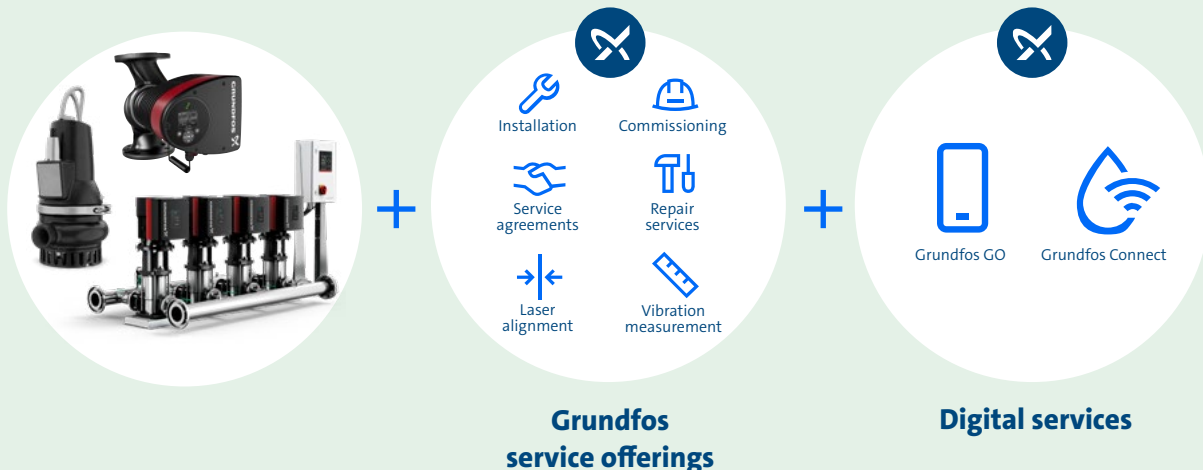 GRUNDFOS
Installation
Commissioning
Service
agreements
Repair
services
Laser
alignment
Vibration
measurement
Grundfos GO
Grundfos Connect
Grundfos
service offerings
Digital services